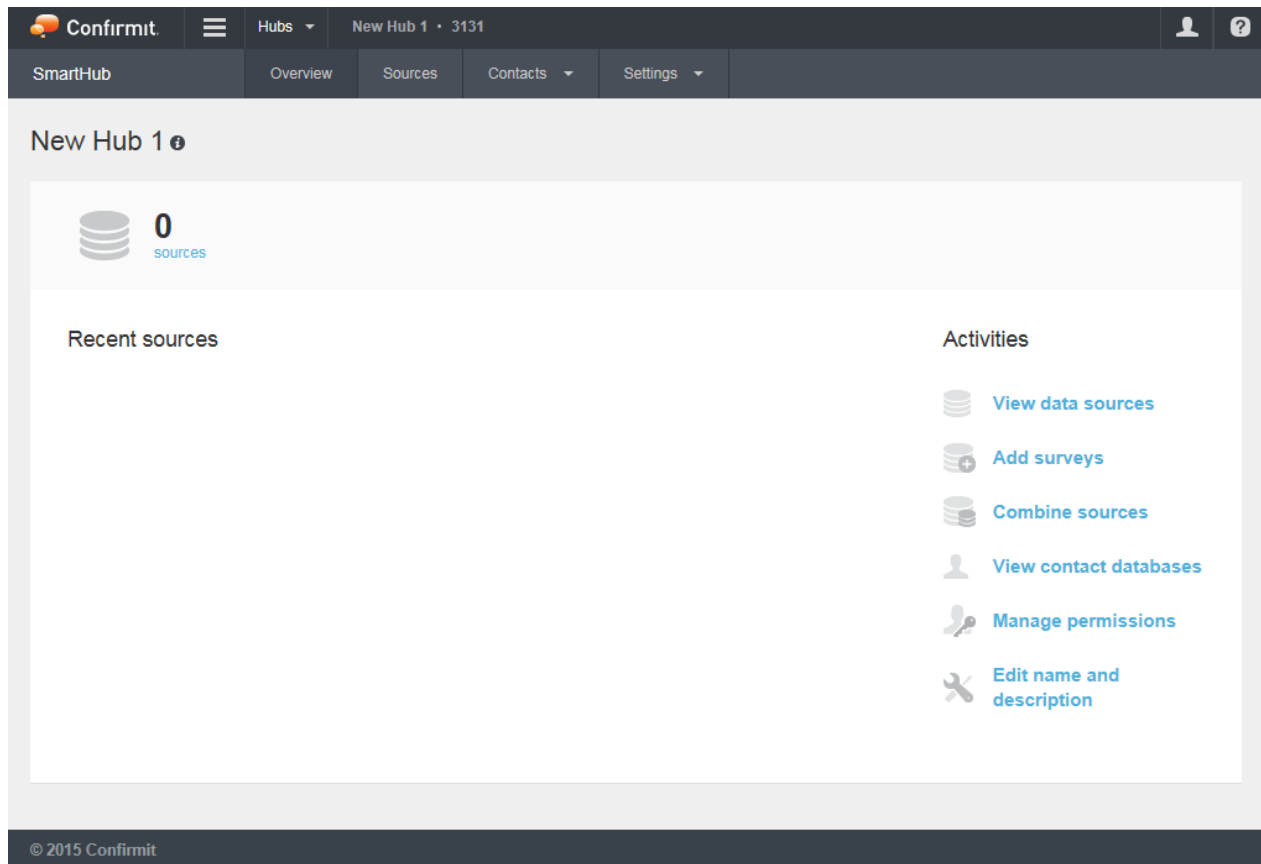 Confirmit. Hubs New Hub 1 • 3131
SmartHub Overview Sources Contacts Settings
New Hub 1
0
sources
Recent sources
Activities
View data sources
Add surveys
Combine sources
View contact databases
Manage permissions
Edit name and
description
© 2015 Confirmit